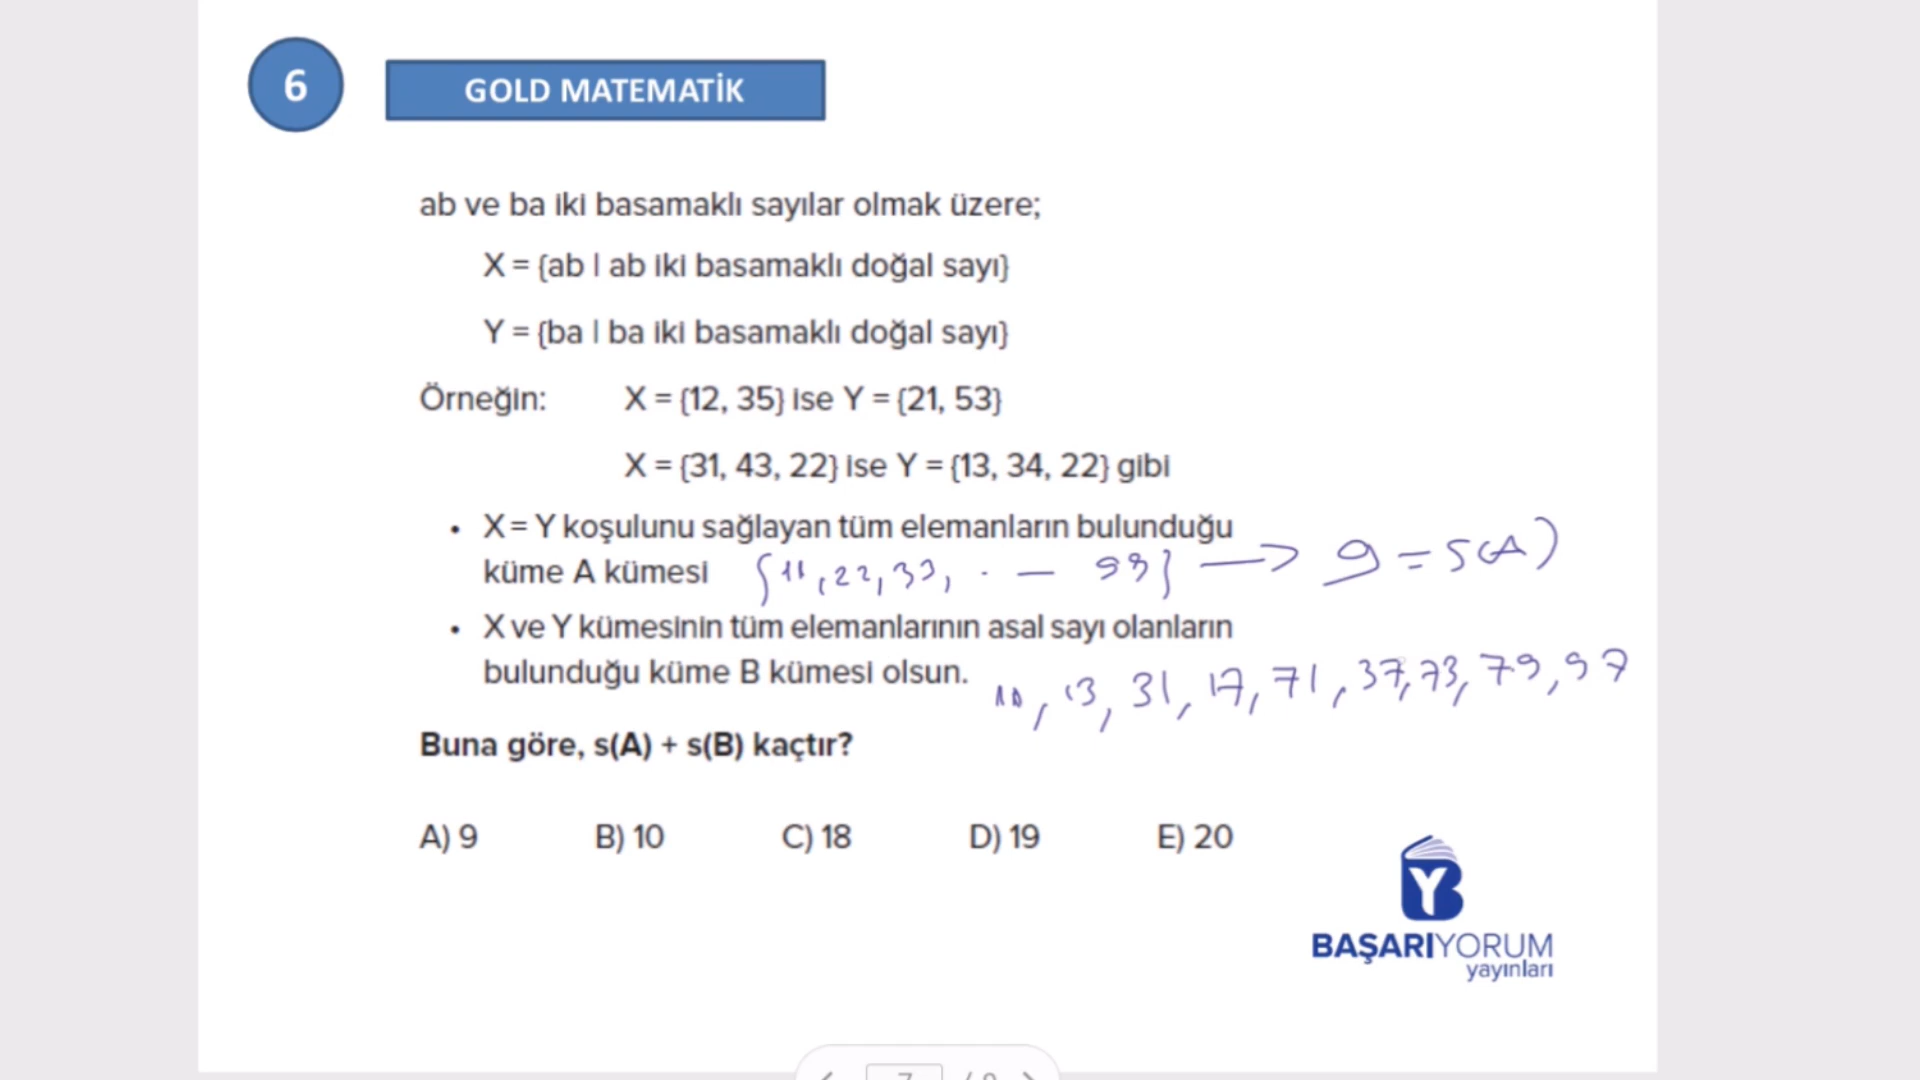 6
GOLD MATEMATİK
ab ve ba iki basamaklı sayılar olmak üzere;
X = {ab | ab iki basamaklı doğal sayı}
Y = {ba | ba iki basamaklı doğal sayı}
Örneğin: X = {12, 35} ise Y = {21, 53}
X = {31, 43, 22} ise Y = {13, 34, 22} gibi
• X = Y koşulunu sağlayan tüm elemanların bulunduğu
küme A kümesi {11, 22, 33, . — 99} → 9 = s(A)
• X ve Y kümesinin tüm elemanlarının asal sayı olanların
bulunduğu küme B kümesi olsun. 11, 13, 31, 17, 71, 37, 73, 79, 97
Buna göre, s(A) + s(B) kaçtır?
A) 9 B) 10 C) 18 D) 19 E) 20
BY
BAŞARIYORUM
yayınları